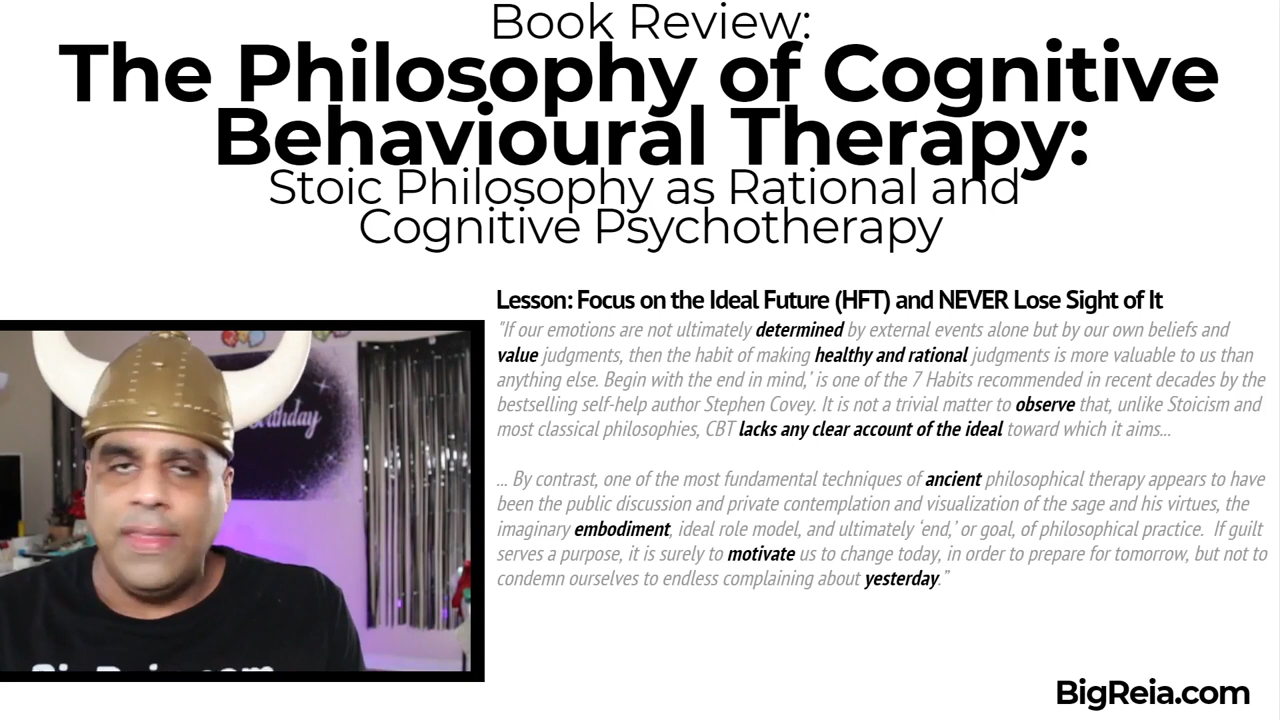 Book Review:
The Philosophy of Cognitive
Behavioural Therapy:
Stoic Philosophy as Rational and
Cognitive Psychotherapy
Lesson: Focus on the Ideal Future (HFT) and NEVER Lose Sight of It
"If our emotions are not ultimately determined by external events alone but by our own beliefs and
value judgments, then the habit of making healthy and rational judgments is more valuable to us than
anything else. Begin with the end in mind,' is one of the 7 Habits recommended in recent decades by the
bestselling self-help author Stephen Covey. It is not a trivial matter to observe that, unlike Stoicism and
most classical philosophies, CBT lacks any clear account of the ideal toward which it aims...
... By contrast, one of the most fundamental techniques of ancient philosophical therapy appears to have
been the public discussion and private contemplation and visualization of the sage and his virtues, the
imaginary embodiment, ideal role model, and ultimately 'end,' or goal, of philosophical practice. If guilt
serves a purpose, it is surely to motivate us to change today, in order to prepare for tomorrow, but not to
condemn ourselves to endless complaining about yesterday."
BigReia.com